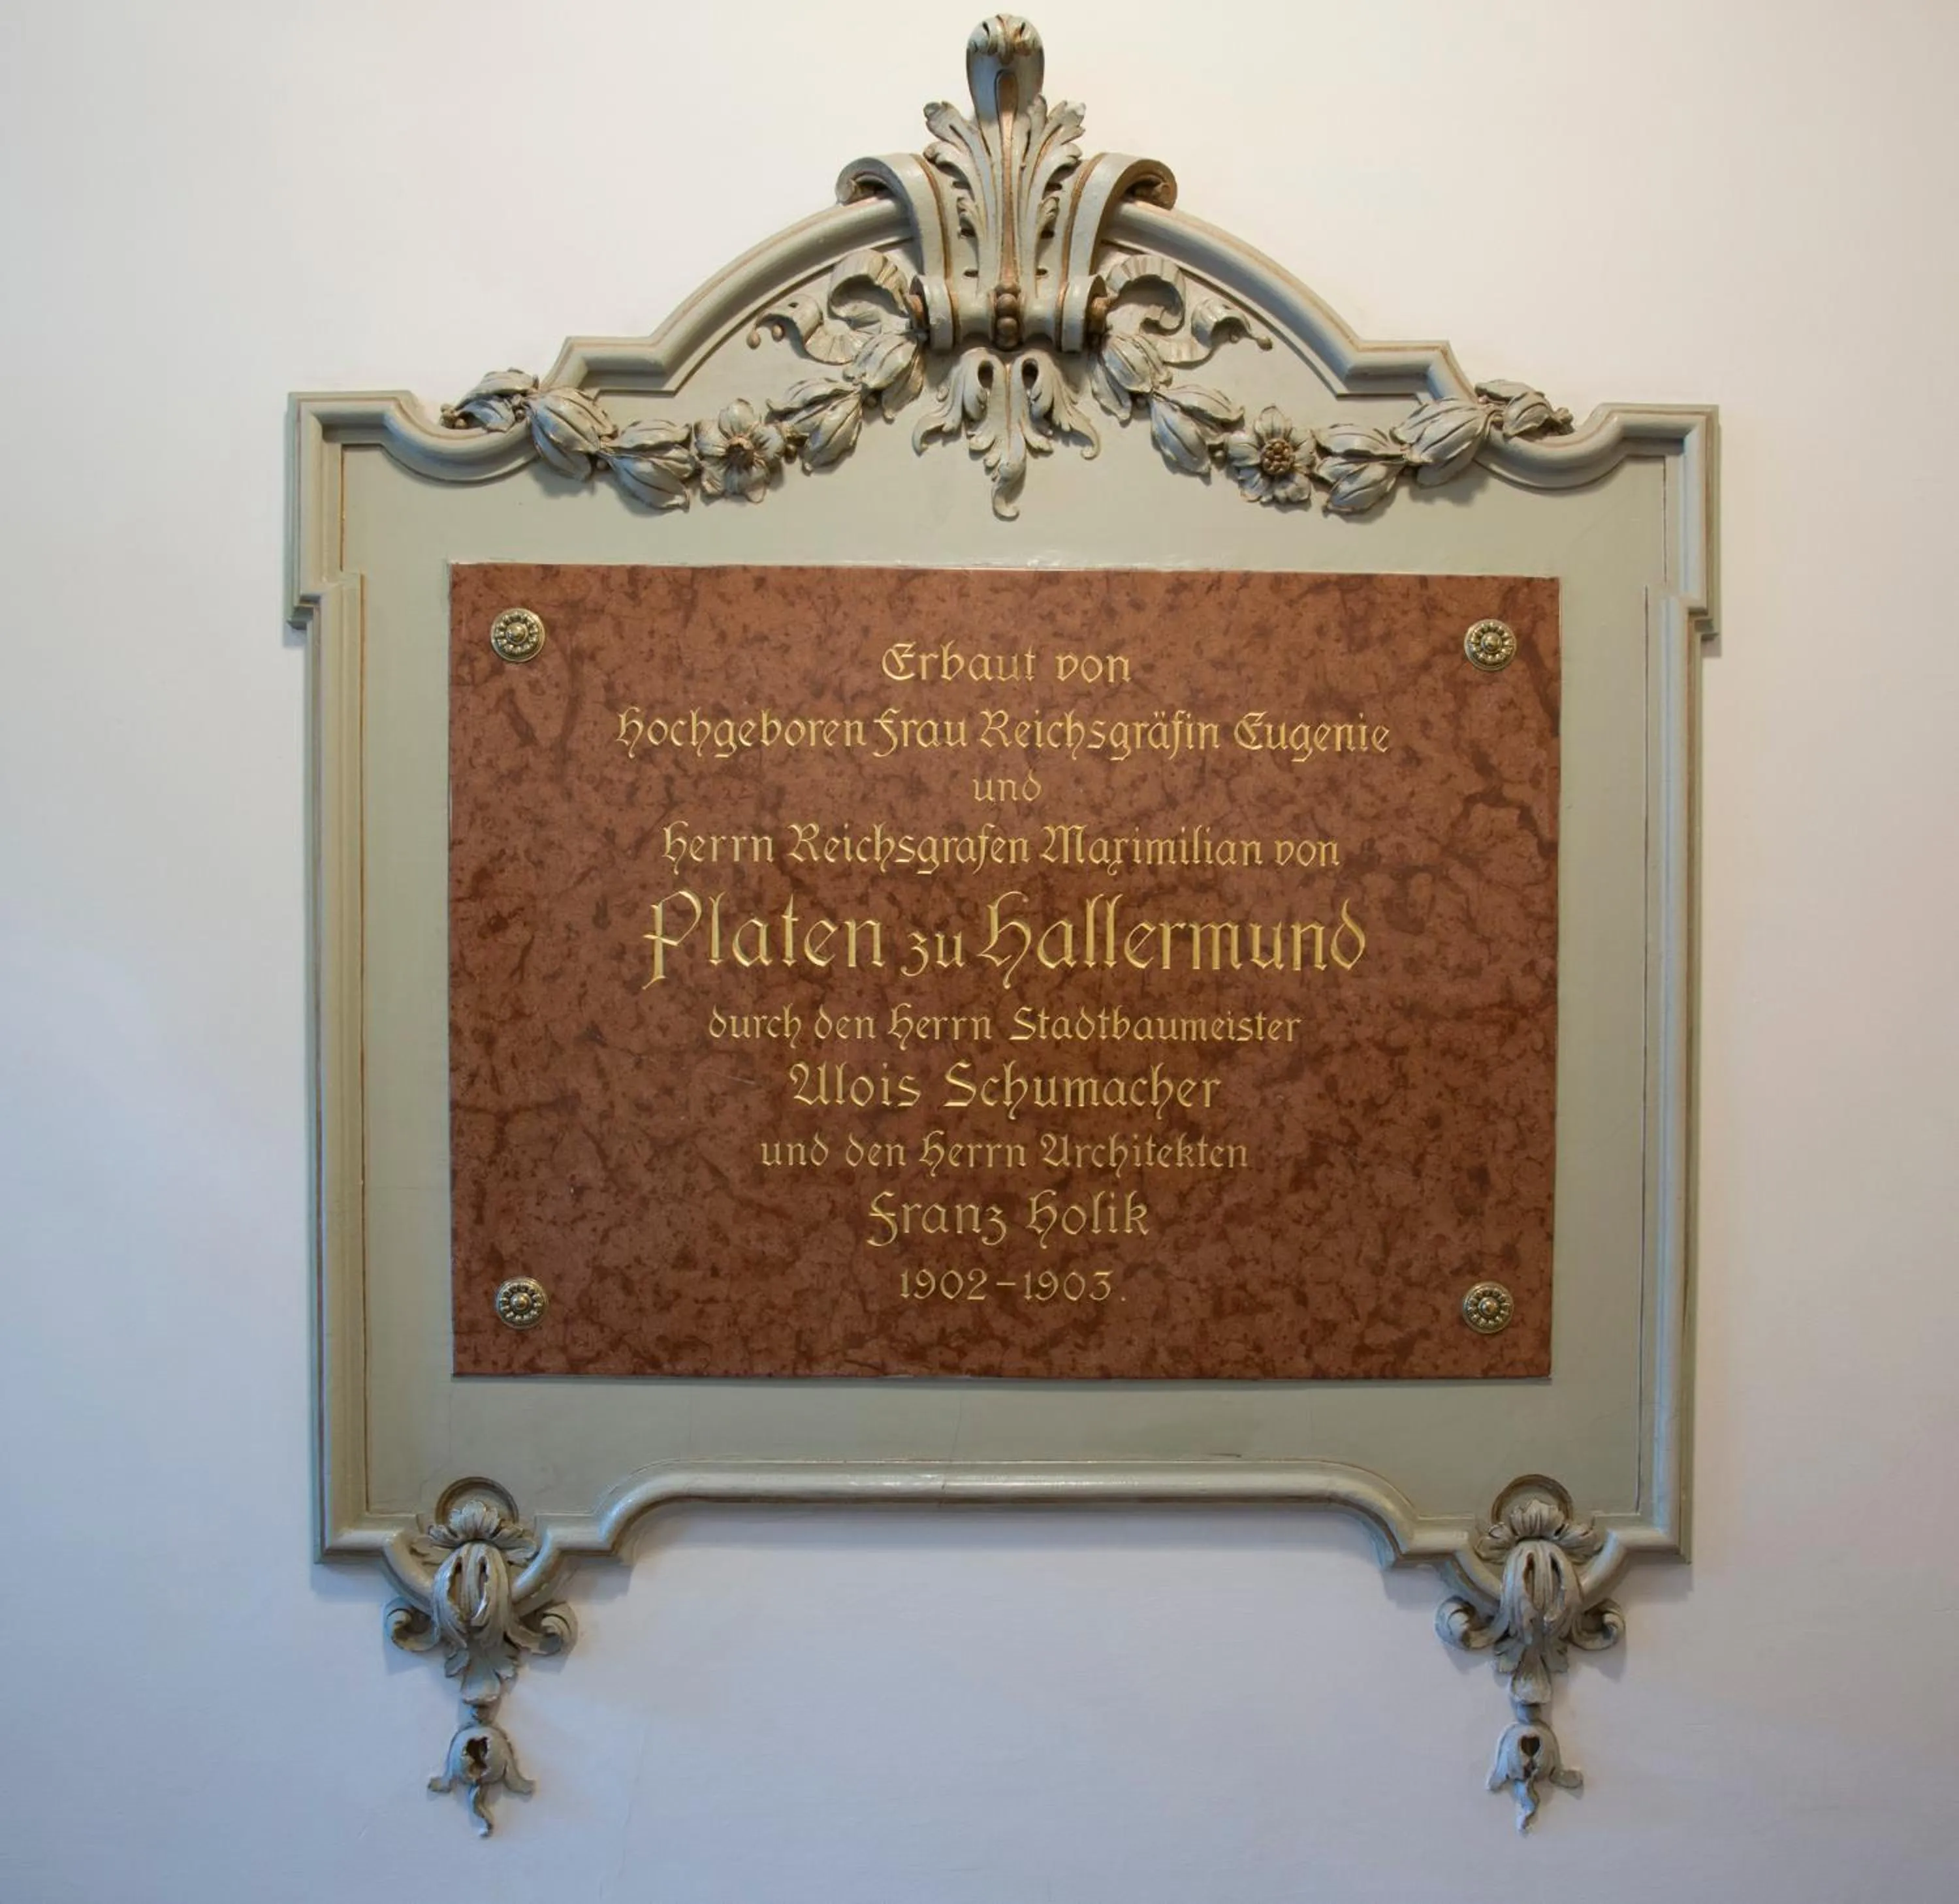 Erbaut von
Hochgeboren Frau Reichsgräfin Eugenie
und
Herrn Reichsgrafen Maximilian von
Platen zu Hallermund
durch den Herrn Stadtbaumeister
Alois Schumacher
und den Herrn Architekten
Franz Holik
1902-1903.